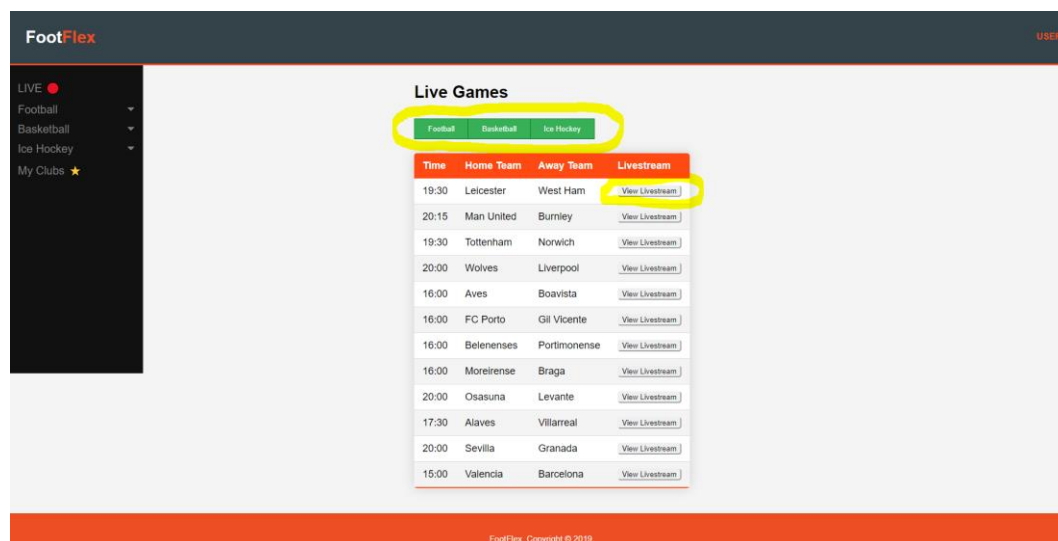 FootFlex
USER
LIVE
Football
Basketball
Ice Hockey
My Clubs
Live Games
Football Basketball Ice Hockey
Time Home Team Away Team Livestream
19:30 Leicester West Ham View Livestream
20:15 Man United Burnley View Livestream
19:30 Tottenham Norwich View Livestream
20:00 Wolves Liverpool View Livestream
16:00 Aves Boavista View Livestream
16:00 FC Porto Gil Vicente View Livestream
16:00 Belenenses Portimonense View Livestream
16:00 Moreirense Braga View Livestream
20:00 Osasuna Levante View Livestream
17:30 Alaves Villarreal View Livestream
20:00 Sevilla Granada View Livestream
15:00 Valencia Barcelona View Livestream
FootFlex, Copyright © 2019